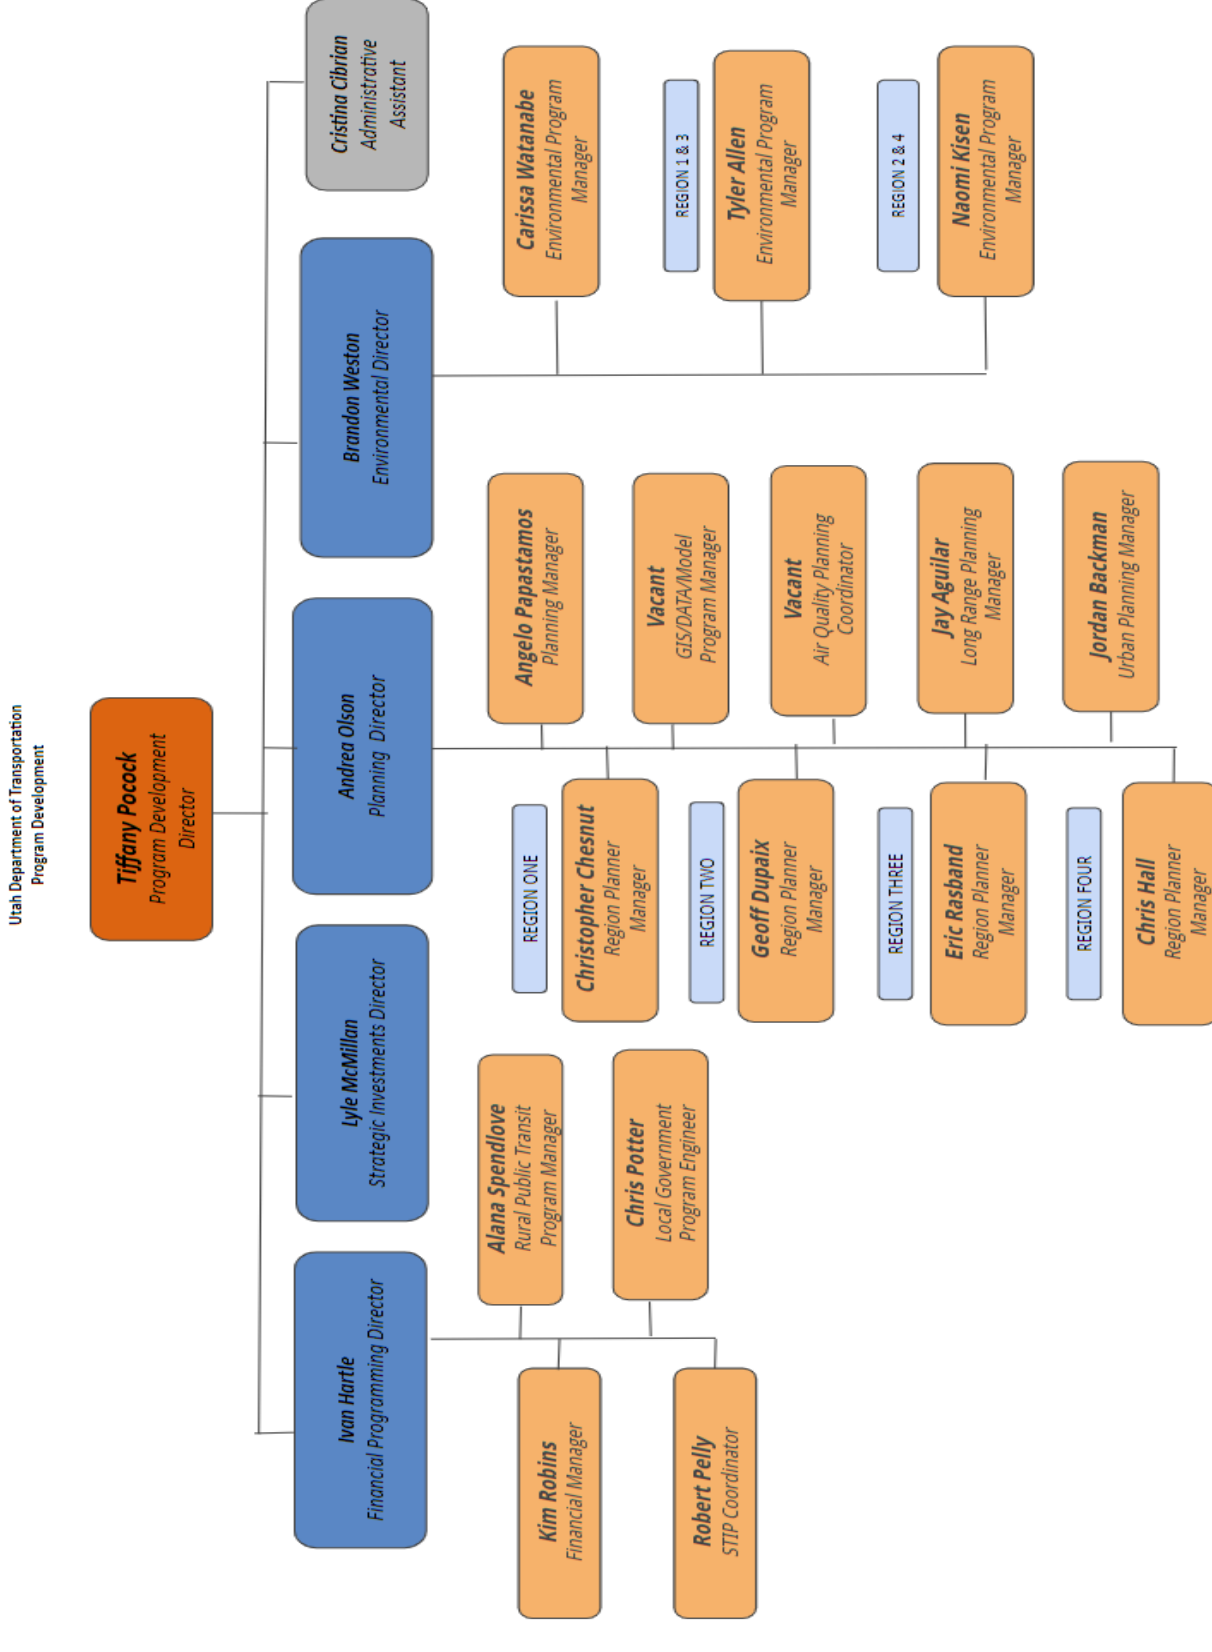 Utah Department of Transportation
Program Development
Tiffany Pocock
Program Development
Director
Ivan Hartle
Financial Programming Director
Lyle McMillan
Strategic Investments Director
Andrea Olson
Planning Director
Brandon Weston
Environmental Director
Cristina Cibrian
Administrative
Assistant
Kim Robins
Financial Manager
Robert Pelly
STIP Coordinator
Alana Spendlove
Rural Public Transit
Program Manager
Chris Potter
Local Government
Program Engineer
REGION ONE
Christopher Chesnut
Region Planner
Manager
REGION TWO
Geoff Dupaix
Region Planner
Manager
REGION THREE
Eric Rasband
Region Planner
Manager
REGION FOUR
Chris Hall
Region Planner
Manager
Angelo Papastamos
Planning Manager
Vacant
GIS/DATA/Model
Program Manager
Vacant
Air Quality Planning
Coordinator
Jay Aguilar
Long Range Planning
Manager
Jordan Backman
Urban Planning Manager
Carissa Watanabe
Environmental Program
Manager
REGION 1 & 3
Tyler Allen
Environmental Program
Manager
REGION 2 & 4
Naomi Kisen
Environmental Program
Manager